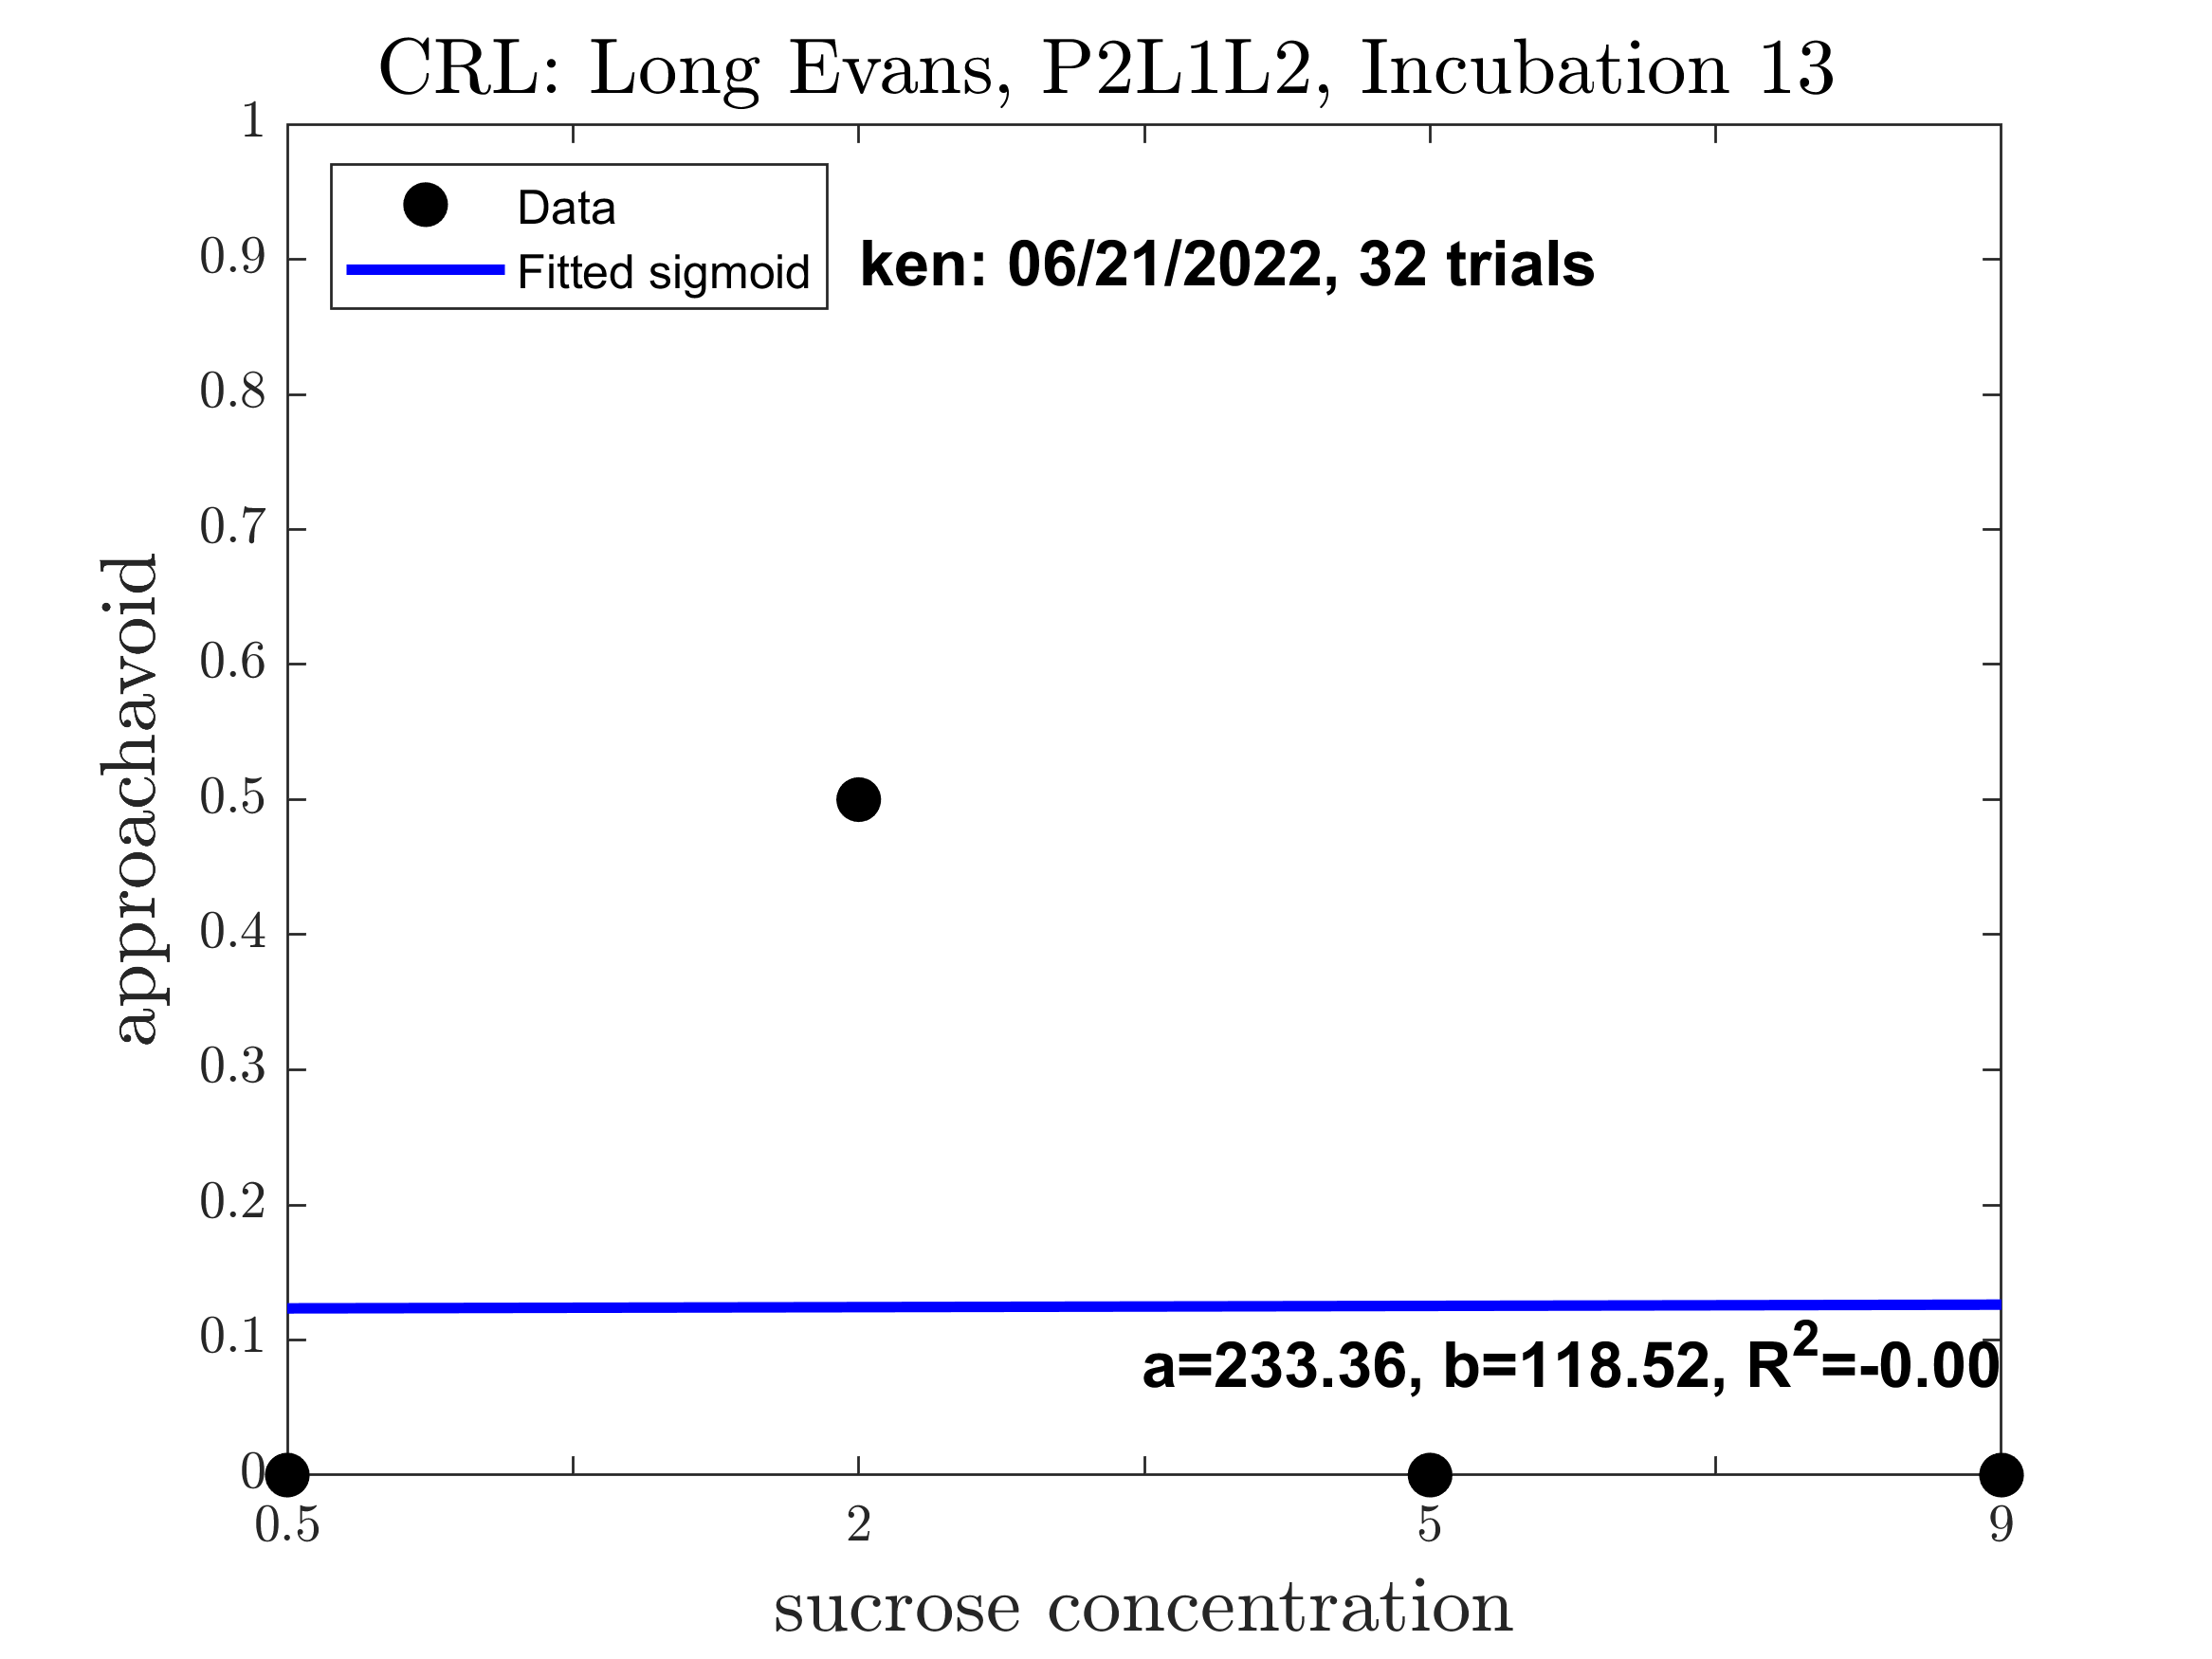 CRL: Long Evans, P2L1L2, Incubation 13
1
0.9
0.8
0.7
0.6
0.5
0.4
0.3
0.2
0.1
0
approachavoid
Data
Fitted sigmoid
ken: 06/21/2022, 32 trials
a=233.36, b=118.52, R²=-0.00
0.5 2 5 9
sucrose concentration